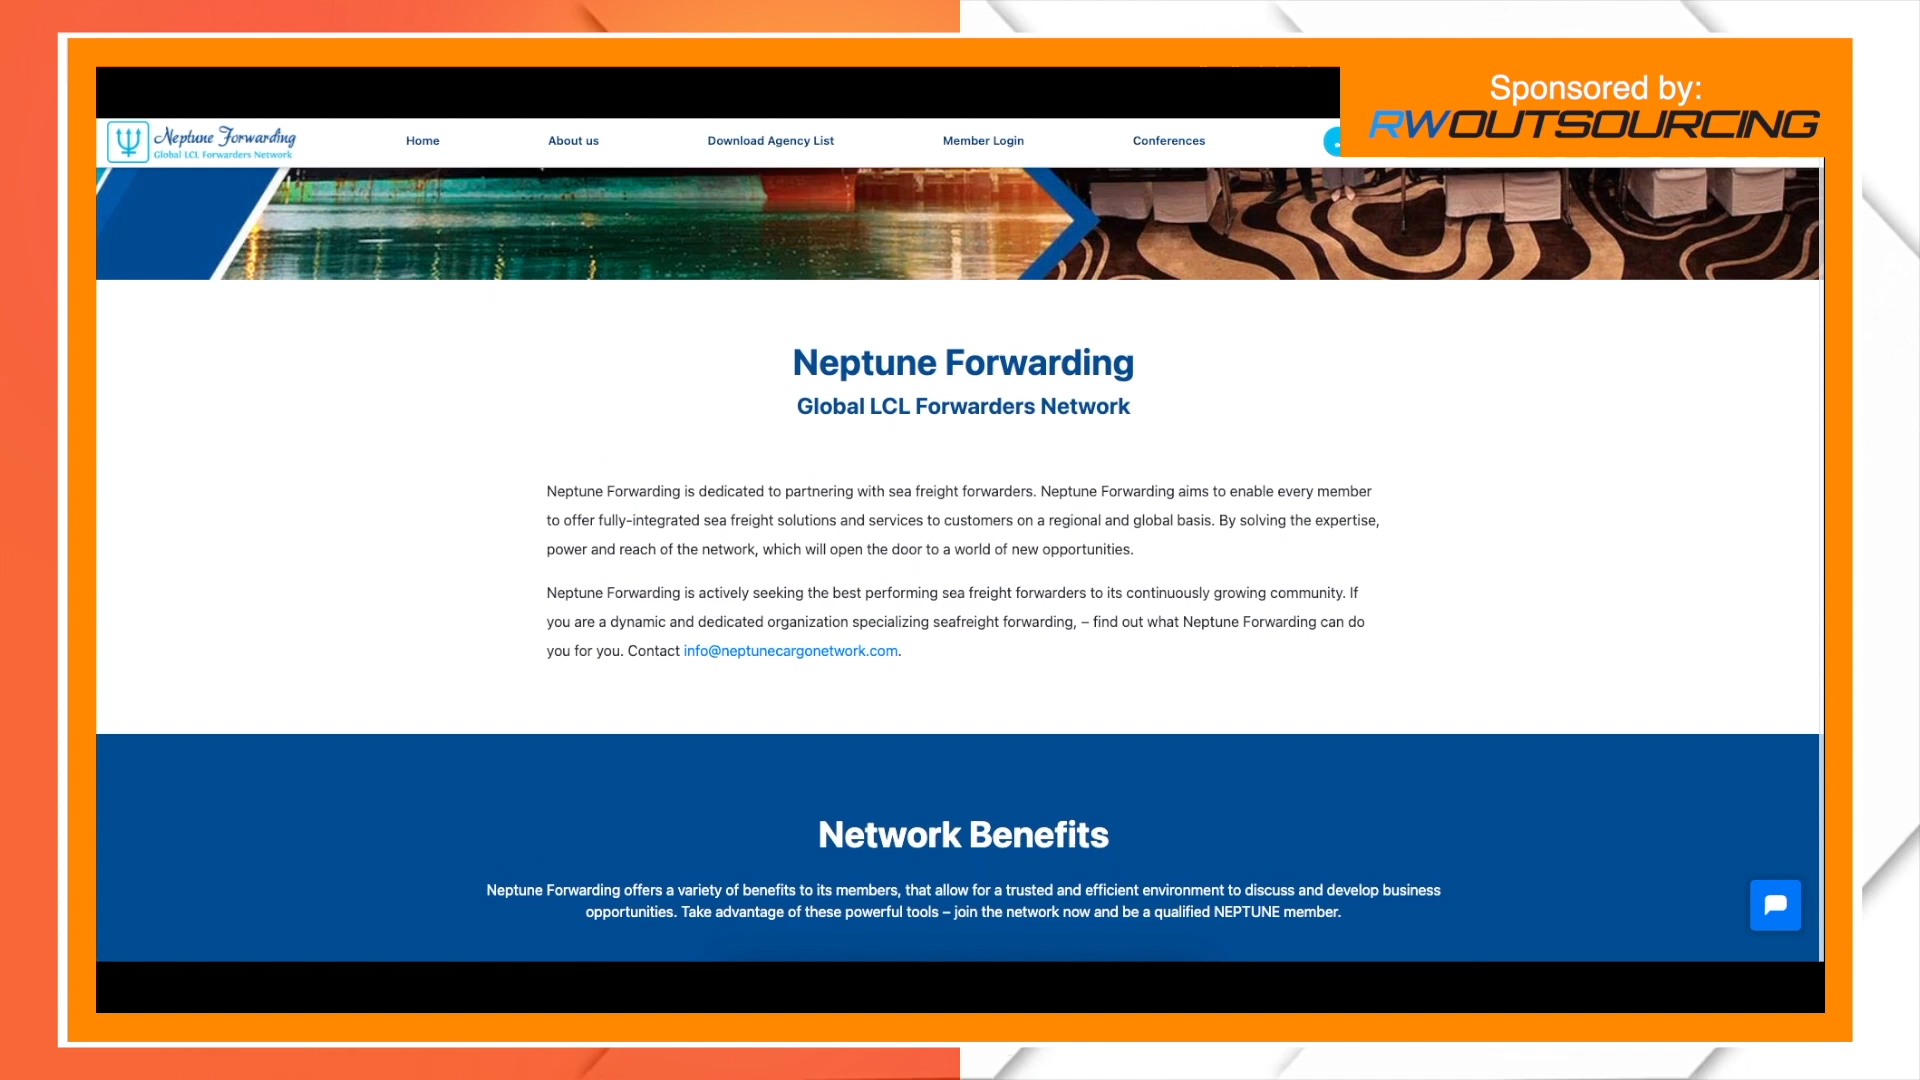 Sponsored by:
RWOUTSOURCING
Neptune Forwarding
Global LCL Forwarders Network
Home
About us
Download Agency List
Member Login
Conferences
Neptune Forwarding
Global LCL Forwarders Network
Neptune Forwarding is dedicated to partnering with sea freight forwarders. Neptune Forwarding aims to enable every member
to offer fully-integrated sea freight solutions and services to customers on a regional and global basis. By solving the expertise,
power and reach of the network, which will open the door to a world of new opportunities.
Neptune Forwarding is actively seeking the best performing sea freight forwarders to its continuously growing community. If
you are a dynamic and dedicated organization specializing seafreight forwarding, – find out what Neptune Forwarding can do
you for you. Contact info@neptunecargonetwork.com.
Network Benefits
Neptune Forwarding offers a variety of benefits to its members, that allow for a trusted and efficient environment to discuss and develop business
opportunities. Take advantage of these powerful tools – join the network now and be a qualified NEPTUNE member.